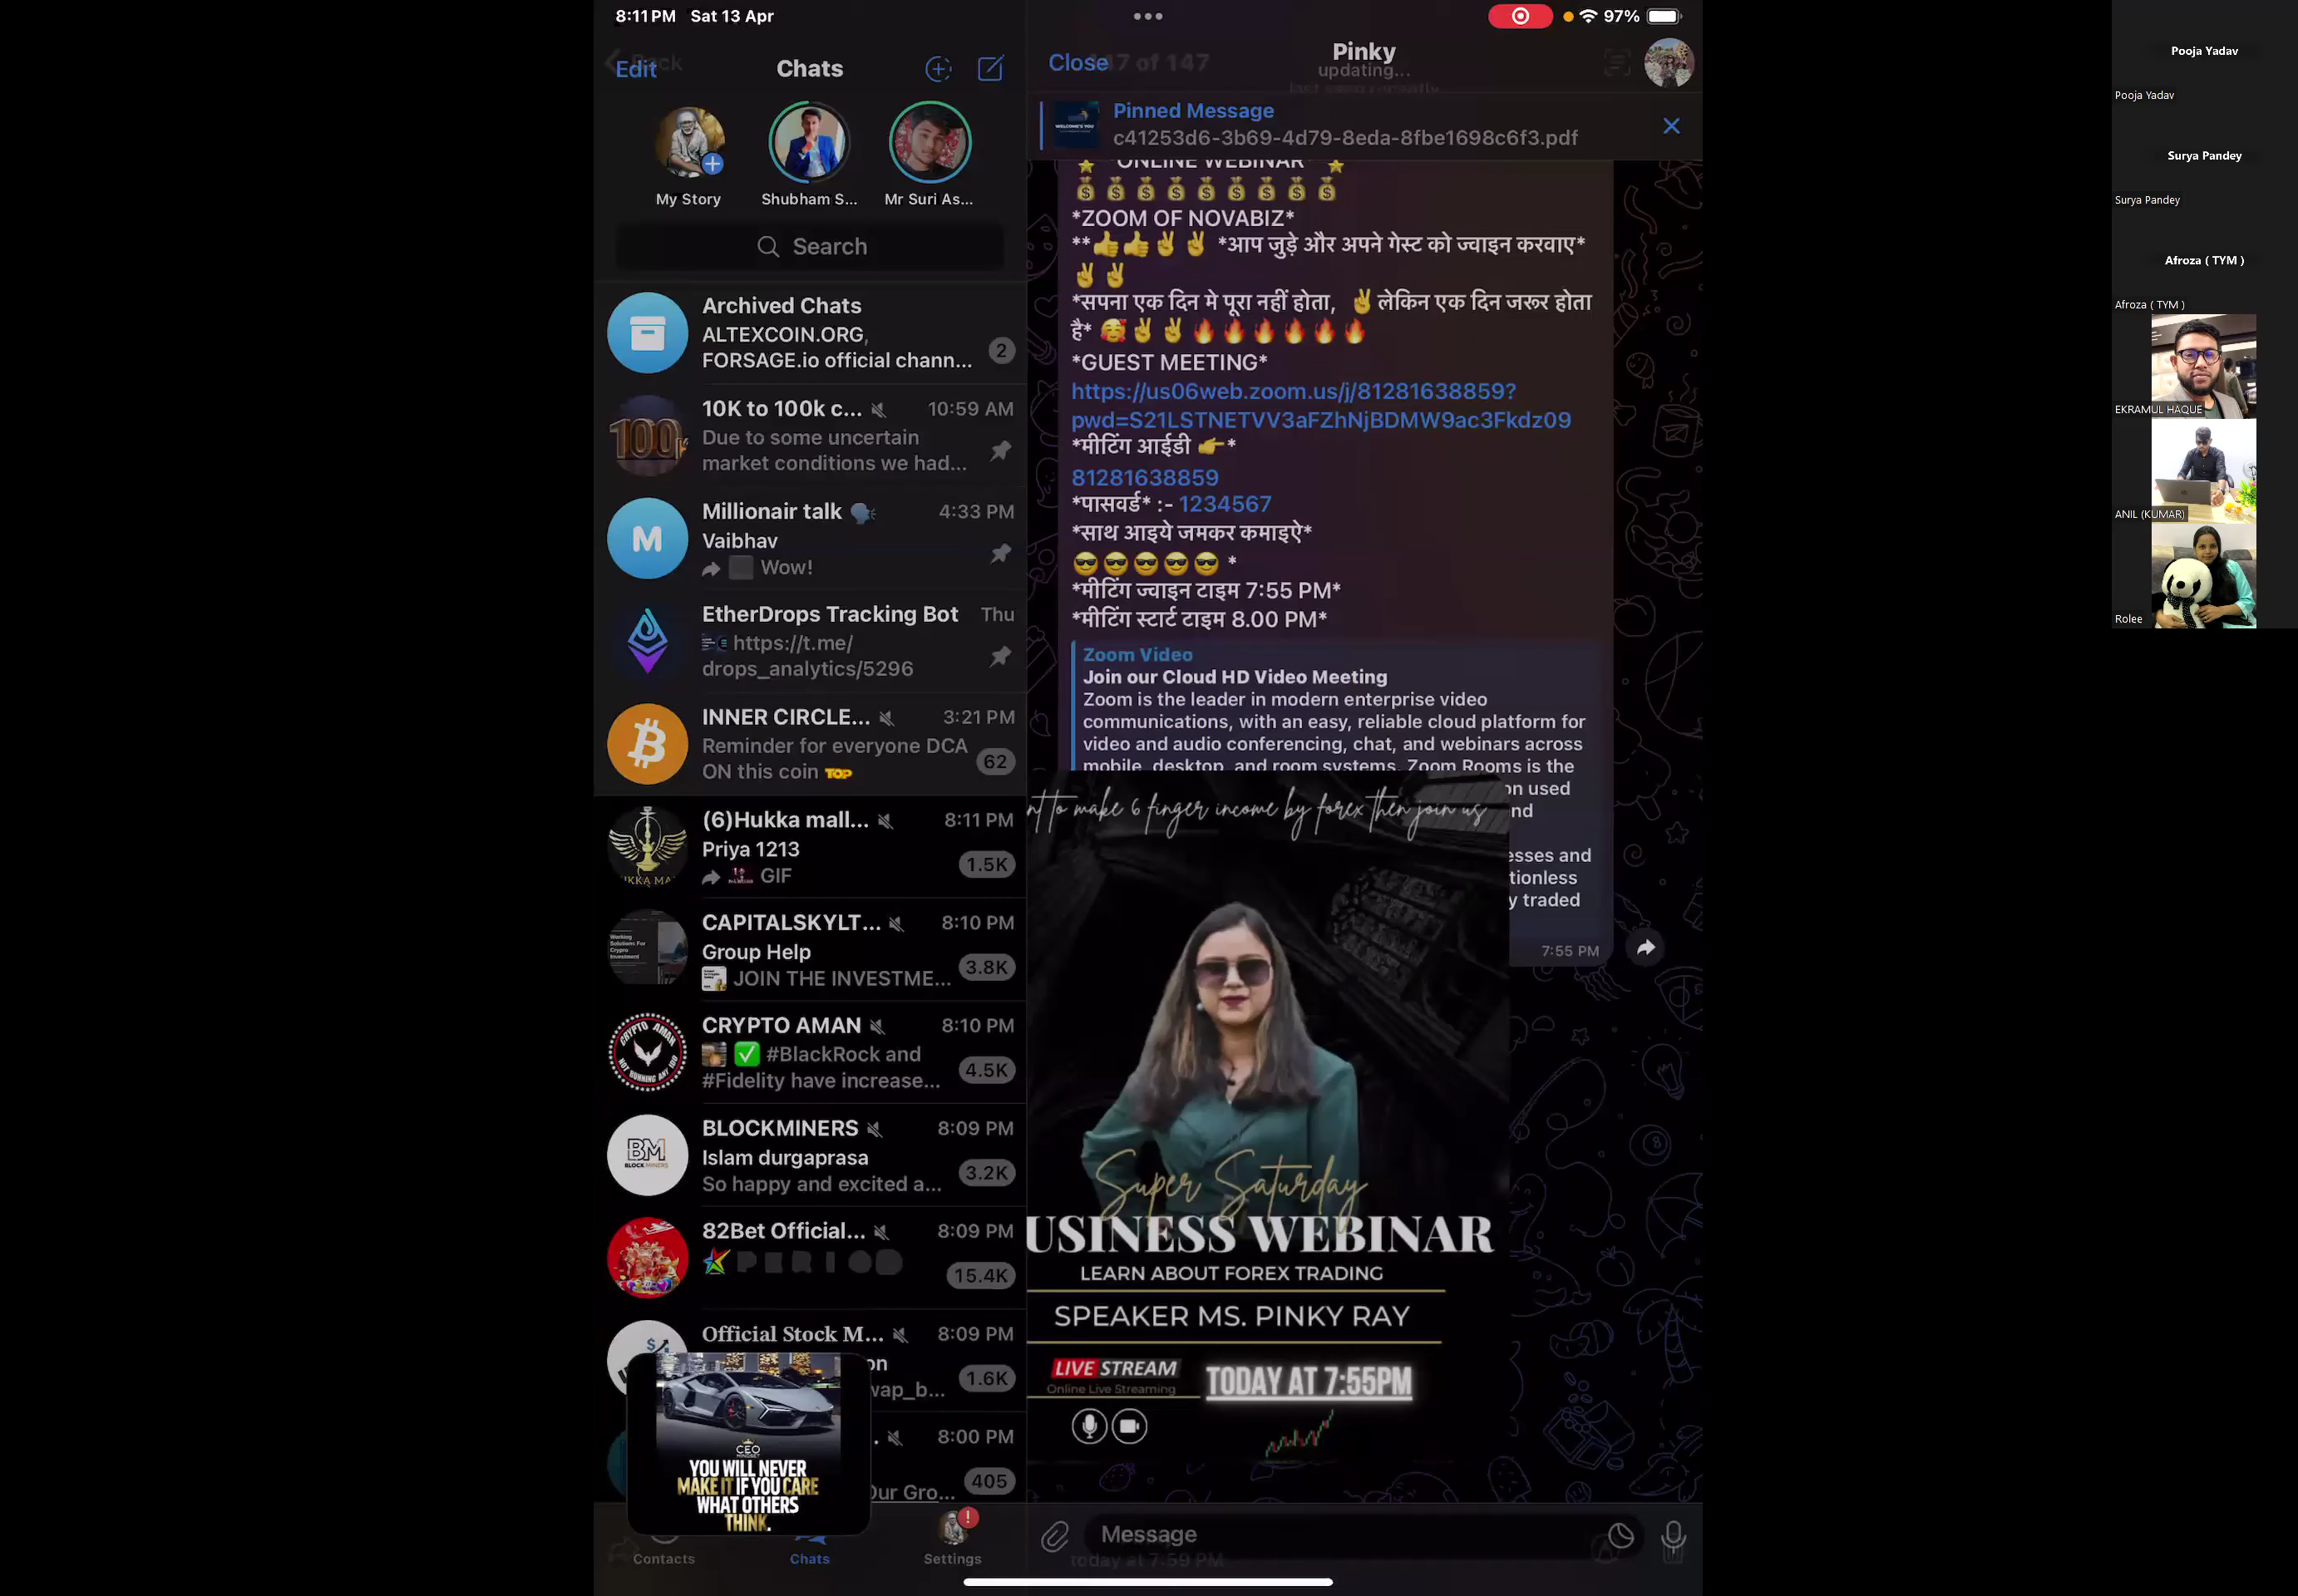 8:11 PM Sat 13 Apr
97%
Edit
Chats
My Story
Shubham S...
Mr Suri As...
Search
Archived Chats
ALTEXCOIN.ORG,
FORSAGE.io official chann...
2
10K to 100k c...
10:59 AM
Due to some uncertain
market conditions we had...
Millionair talk 🗣
4:33 PM
Vaibhav
Wow!
EtherDrops Tracking Bot
Thu
https://t.me/
drops_analytics/5296
INNER CIRCLE...
3:21 PM
Reminder for everyone DCA
ON this coin 🔝
62
(6)Hukka mall...
8:11 PM
Priya 1213
GIF
1.5K
CAPITALSKYLT...
8:10 PM
Group Help
JOIN THE INVESTME...
3.8K
Working
Solutions For
Crypto
Investment
CRYPTO AMAN
8:10 PM
✅ #BlackRock and
#Fidelity have increase...
4.5K
BLOCKMINERS
8:09 PM
Islam durgaprasa
So happy and excited a...
3.2K
BM
BLOCK MINERS
82Bet Official...
8:09 PM
PERIOD
15.4K
Official Stock M...
8:09 PM
on
wap_b...
1.6K
8:00 PM
Our Gro...
405
CEO
YOU WILL NEVER
MAKE IT IF YOU CARE
WHAT OTHERS
THINK.
Contacts
Chats
Settings
Close
147 of 147
Pinky
updating...
Pinned Message
c41253d6-3b69-4d79-8eda-8fbe1698c6f3.pdf
⭐ *ONLINE WEBINAR* ⭐
💰💰💰💰💰💰💰💰💰
*ZOOM OF NOVABIZ*
**👍👍✌✌ *आप जुड़े और अपने गेस्ट को ज्वाइन करवाए*
✌✌
*सपना एक दिन मे पूरा नहीं होता, ✌लेकिन एक दिन जरूर होता
है* 🥰✌✌🔥🔥🔥🔥🔥🔥
*GUEST MEETING*
https://us06web.zoom.us/j/81281638859?
pwd=S21LSTNETVV3aFZhNjBDMW9ac3Fkdz09
*मीटिंग आईडी 👉*
81281638859
*पासवर्ड* :- 1234567
*साथ आइये जमकर कमाइऐ*
😎😎😎😎😎 *
*मीटिंग ज्वाइन टाइम 7:55 PM*
*मीटिंग स्टार्ट टाइम 8.00 PM*
Zoom Video
Join our Cloud HD Video Meeting
Zoom is the leader in modern enterprise video
communications, with an easy, reliable cloud platform for
video and audio conferencing, chat, and webinars across
mobile, desktop, and room systems. Zoom Rooms is the
on used
nd
esses and
tionless
y traded
7:55 PM
nt to make 6 finger income by forex then join us
Super Saturday
USINESS WEBINAR
LEARN ABOUT FOREX TRADING
SPEAKER MS. PINKY RAY
LIVE STREAM
Online Live Streaming
TODAY AT 7:55PM
Message
today at 7:59 PM
Pooja Yadav
Pooja Yadav
Surya Pandey
Surya Pandey
Afroza ( TYM )
Afroza ( TYM )
EKRAMUL HAQUE
ANIL (KUMAR)
Rolee